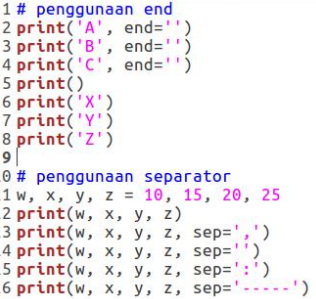 1 # penggunaan end
2 print('A', end='')
3 print('B', end='')
4 print('C', end='')
5 print()
6 print('X')
7 print('Y')
8 print('Z')
9
0 # penggunaan separator
1 w, x, y, z = 10, 15, 20, 25
2 print(w, x, y, z)
3 print(w, x, y, z, sep=',')
4 print(w, x, y, z, sep='')
5 print(w, x, y, z, sep=':')
6 print(w, x, y, z, sep='-----')